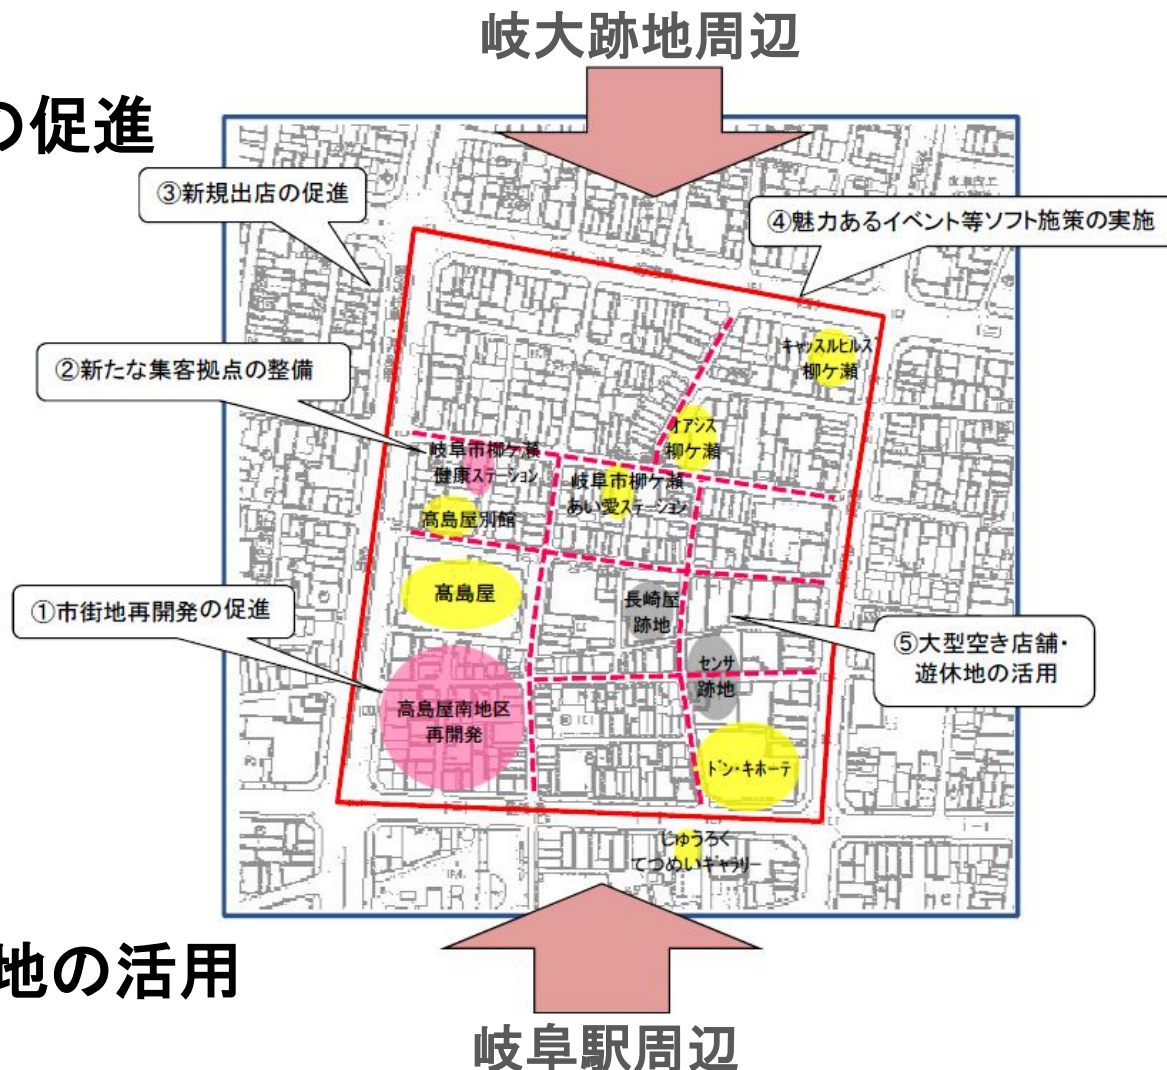 岐大跡地周辺
の促進
③新規出店の促進
④魅力あるイベント等ソフト施策の実施
キャッスルヒルズ
柳ケ瀬
②新たな集客拠点の整備
オアシス
柳ケ瀬
岐阜市柳ケ瀬
健康ステーション
岐阜市柳ケ瀬
あい愛ステーション
高島屋別館
高島屋
長崎屋
跡地
①市街地再開発の促進
⑤大型空き店舗・
遊休地の活用
センサ
跡地
高島屋南地区
再開発
ドン・キホーテ
じゅうろく
てつめいギャラリー
地の活用
岐阜駅周辺